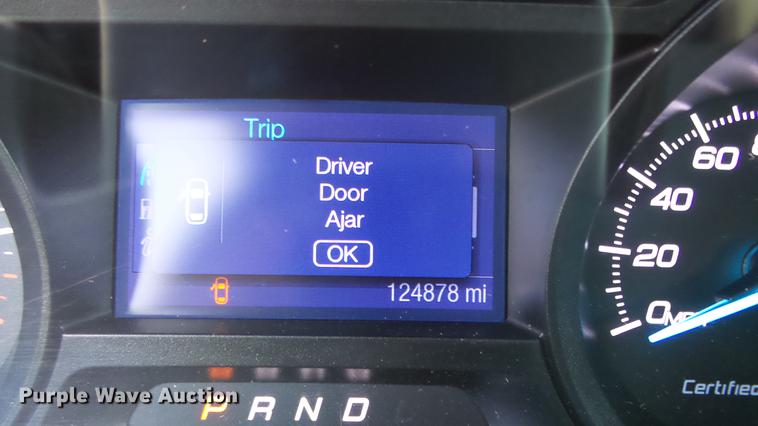 Trip
Driver
Door
Ajar
OK
124878 mi
60
40
20
0
Certified
P R N D
Purple Wave Auction